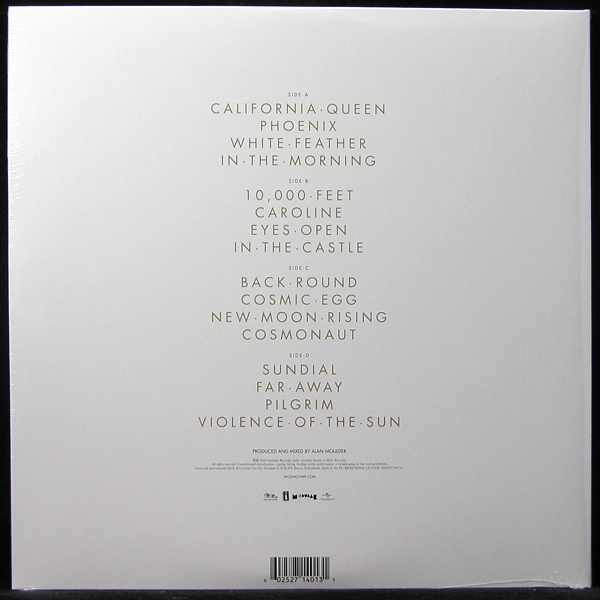 SIDE·A
CALIFORNIA·QUEEN
PHOENIX
WHITE·FEATHER
IN·THE·MORNING
SIDE·B
10,000·FEET
CAROLINE
EYES·OPEN
IN·THE·CASTLE
SIDE·C
BACK·ROUND
COSMIC·EGG
NEW·MOON·RISING
COSMONAUT
SIDE·D
SUNDIAL
FAR·AWAY
PILGRIM
VIOLENCE·OF·THE·SUN
PRODUCED AND MIXED BY ALAN MOULDER
WOLFMOTHER.COM
MODULAR
6 02527 14013 1